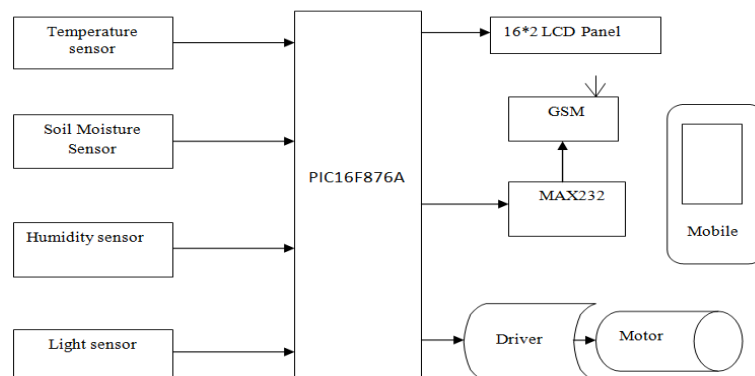 Temperature
sensor
Soil Moisture
Sensor
Humidity sensor
Light sensor
PIC16F876A
16*2 LCD Panel
GSM
MAX232
Mobile
Driver
Motor